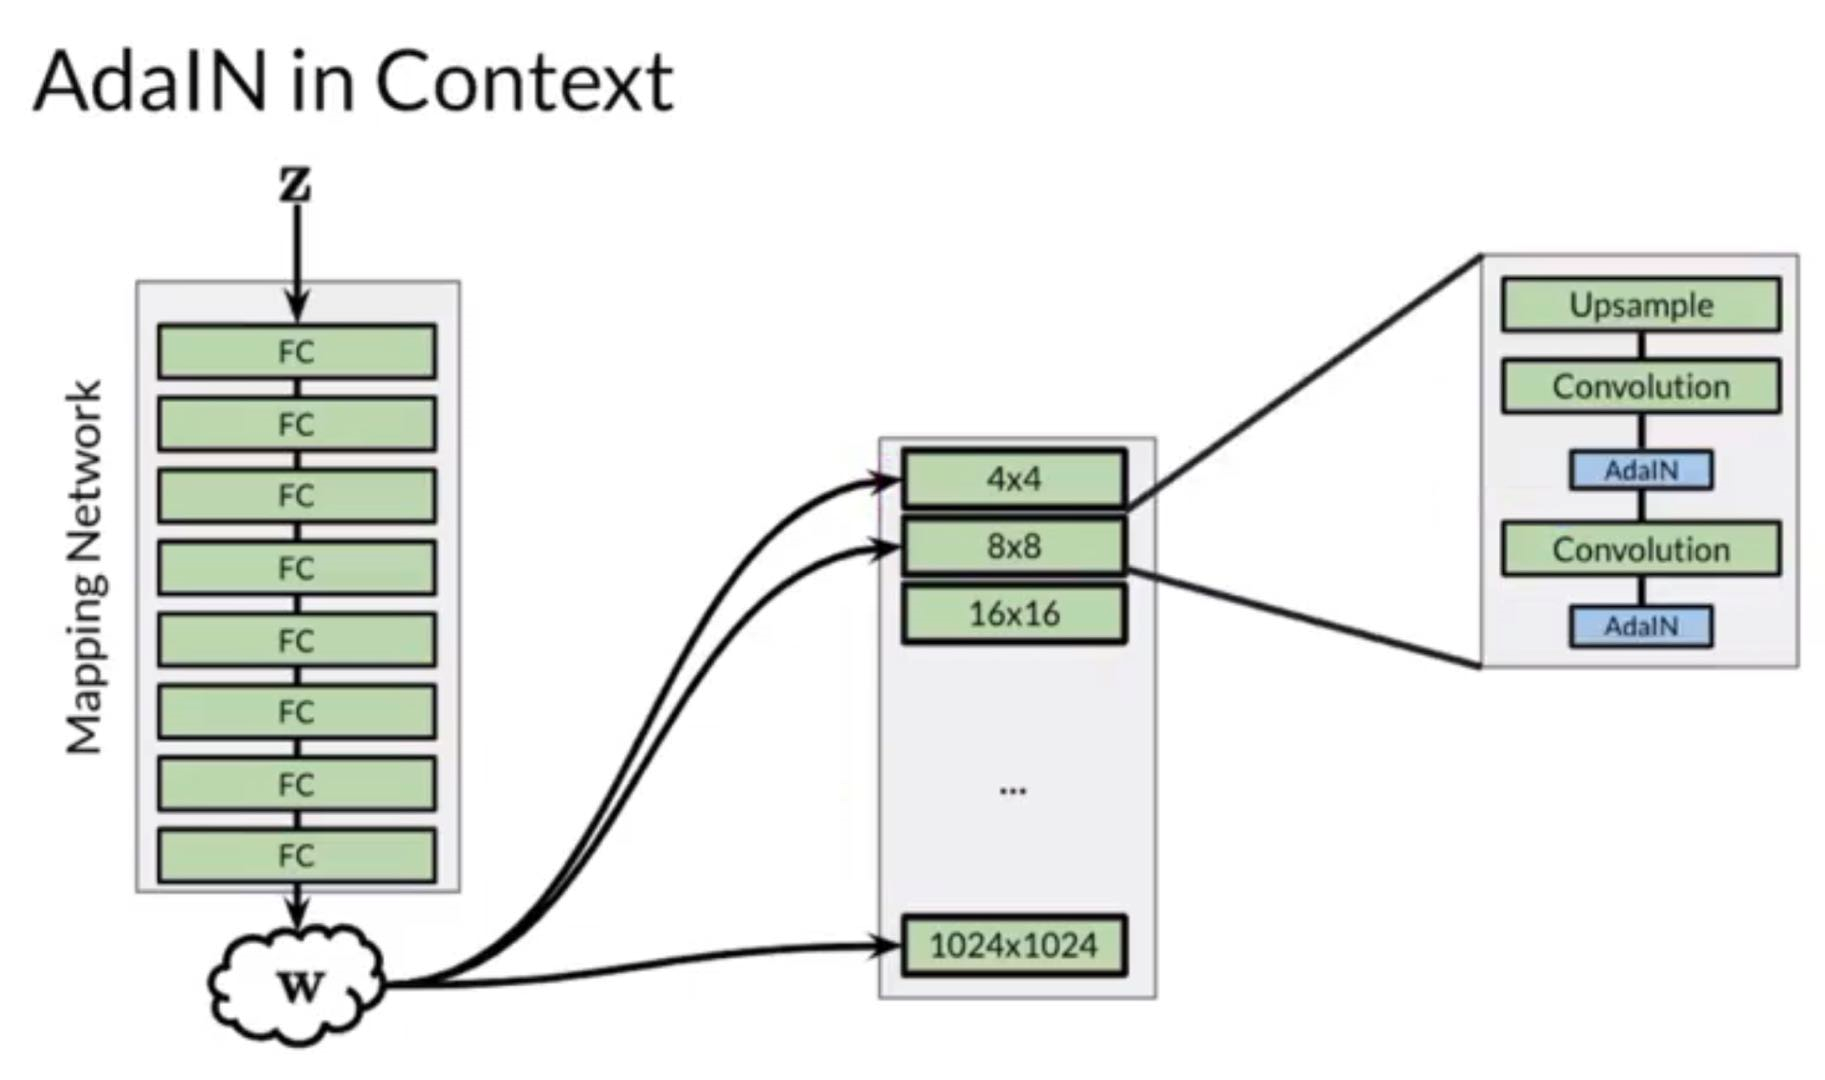 AdaIN in Context
z
Mapping Network
FC
FC
FC
FC
FC
FC
FC
FC
w
4x4
8x8
16x16
...
1024x1024
Upsample
Convolution
AdaIN
Convolution
AdaIN